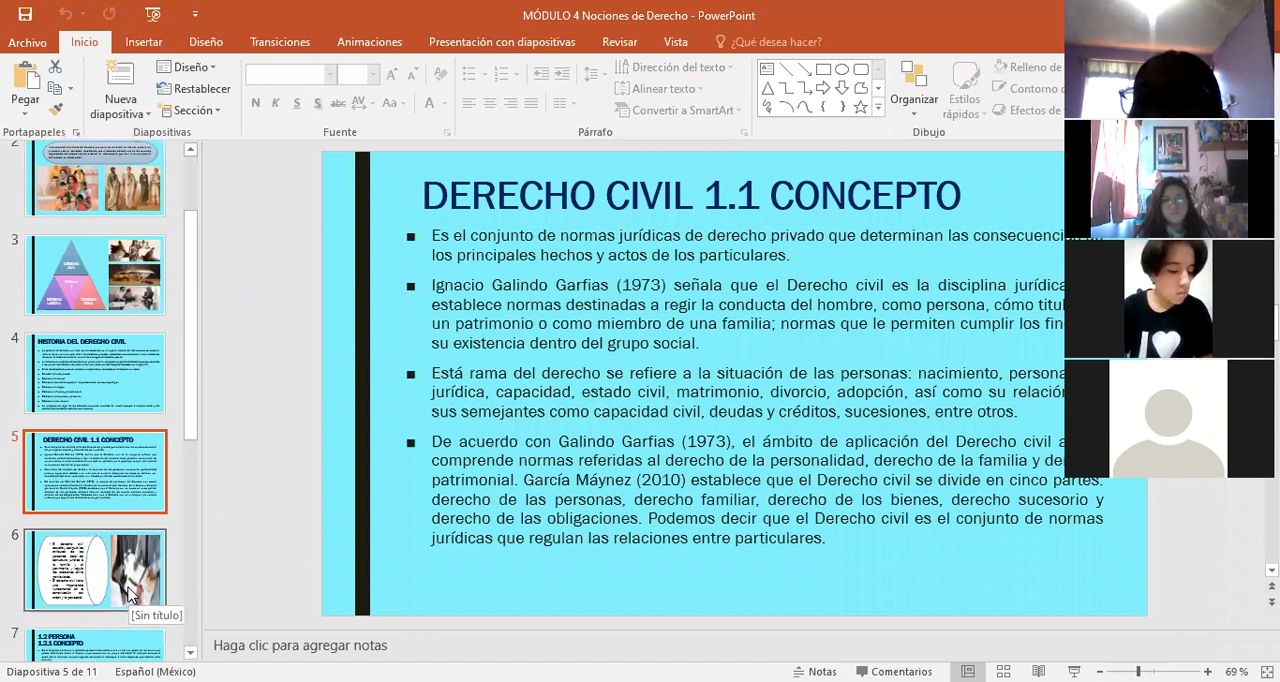 MÓDULO 4 Nociones de Derecho - PowerPoint
Archivo Inicio Insertar Diseño Transiciones Animaciones Presentación con diapositivas Revisar Vista ¿Qué desea hacer?
Pegar
Nueva diapositiva
Diseño
Restablecer
Sección
N K S S abc AV Aa A
Dirección del texto
Alinear texto
Convertir a SmartArt
Organizar
Estilos rápidos
Relleno de
Contorno
Efectos de
Portapapeles Diapositivas Fuente Párrafo Dibujo
2
3
4
HISTORIA DEL DERECHO CIVIL
5
DERECHO CIVIL 1.1 CONCEPTO
6
[Sin título]
7
1.2 PERSONA
1.2.1 CONCEPTO
DERECHO CIVIL 1.1 CONCEPTO
Es el conjunto de normas jurídicas de derecho privado que determinan las
los principales hechos y actos de los particulares.
Ignacio Galindo Garfias (1973) señala que el Derecho civil es la disciplina
establece normas destinadas a regir la conducta del hombre, como persona, cómo
un patrimonio o como miembro de una familia; normas que le permiten cumplir los
su existencia dentro del grupo social.
Está rama del derecho se refiere a la situación de las personas: nacimiento,
jurídica, capacidad, estado civil, matrimonio, divorcio, adopción, así como su
sus semejantes como capacidad civil, deudas y créditos, sucesiones, entre otros.
De acuerdo con Galindo Garfias (1973), el ámbito de aplicación del Derecho civil
comprende normas referidas al derecho de la personalidad, derecho de la familia y
patrimonial. García Máynez (2010) establece que el Derecho civil se divide en cinco partes:
derecho de las personas, derecho familiar, derecho de los bienes, derecho sucesorio y
derecho de las obligaciones. Podemos decir que el Derecho civil es el conjunto de normas
jurídicas que regulan las relaciones entre particulares.
I
Haga clic para agregar notas
Diapositiva 5 de 11 Español (México) Notas Comentarios 69 %